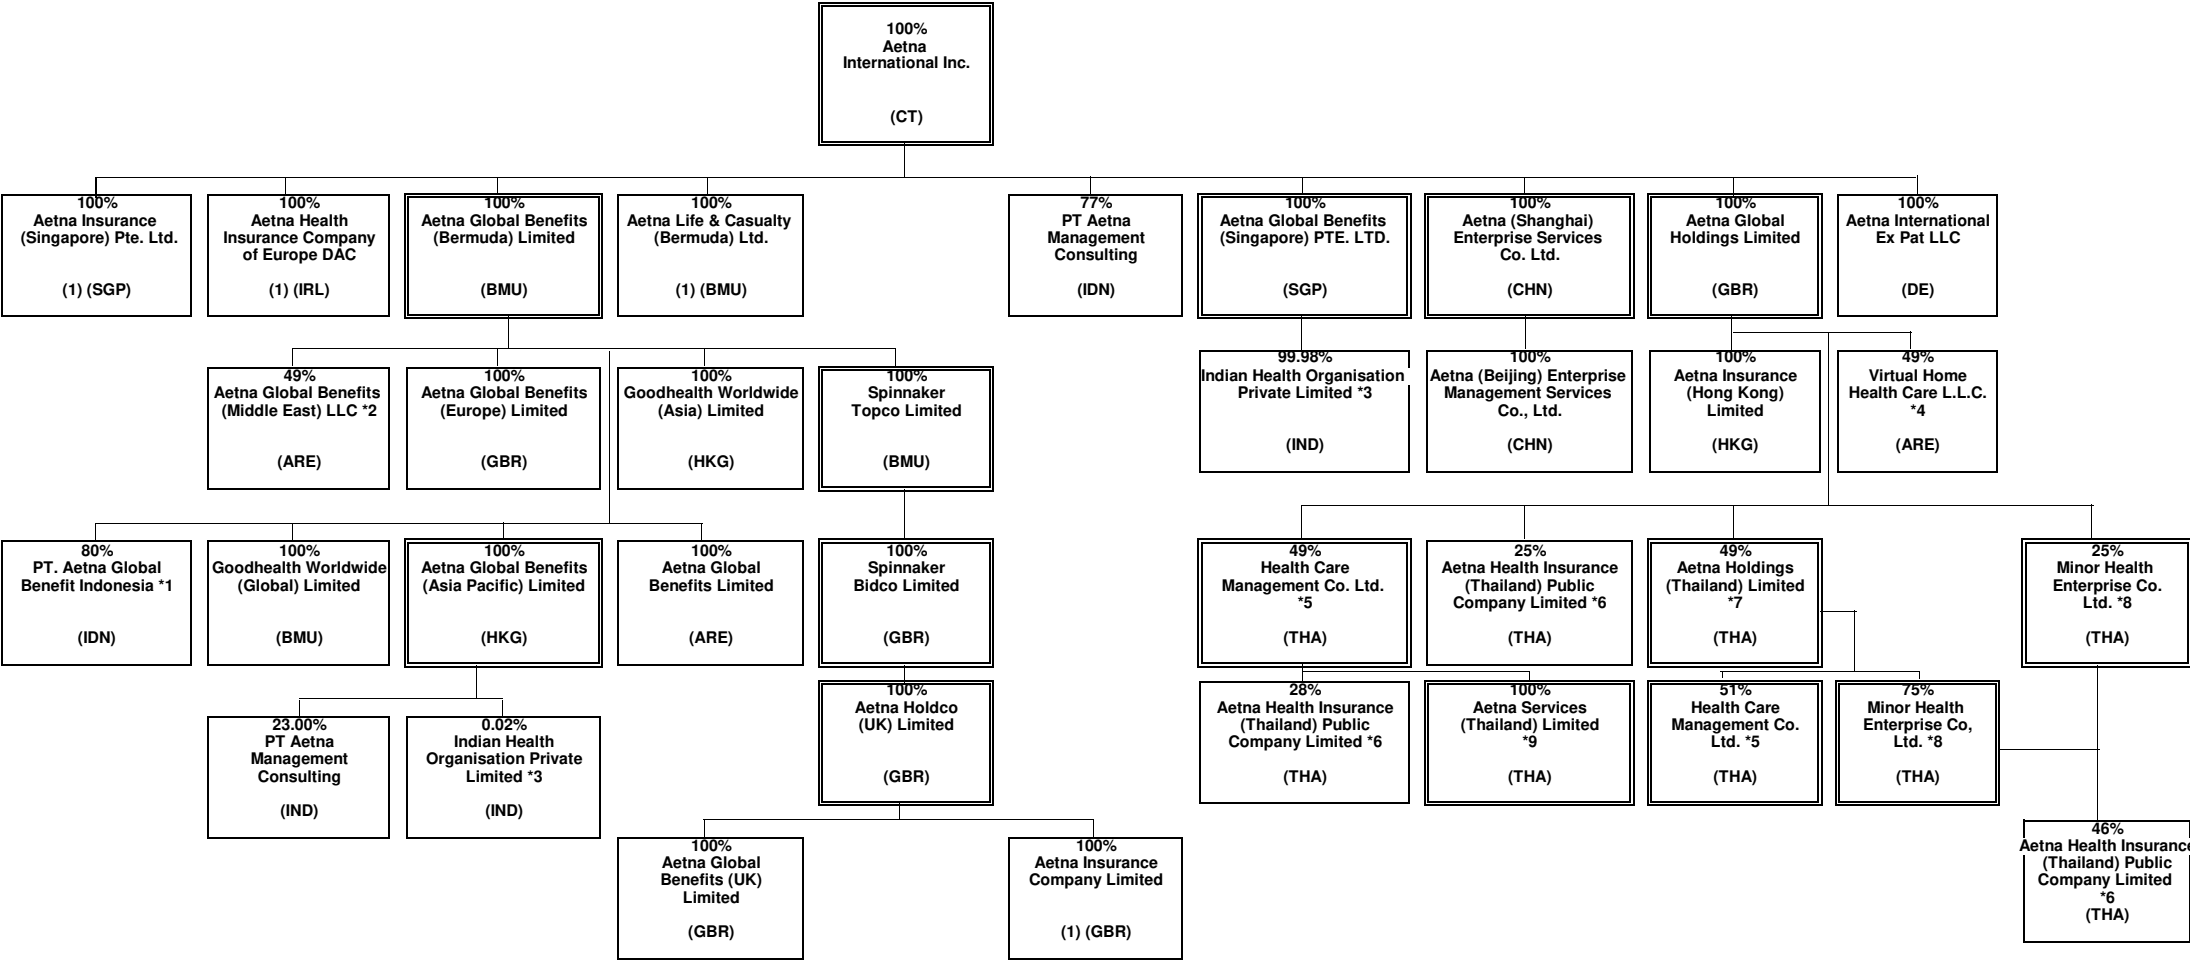 100%
Aetna
International Inc.
(CT)
100%
Aetna Insurance
(Singapore) Pte. Ltd.
(1) (SGP)
100%
Aetna Health
Insurance Company
of Europe DAC
(1) (IRL)
100%
Aetna Global Benefits
(Bermuda) Limited
(BMU)
100%
Aetna Life & Casualty
(Bermuda) Ltd.
(1) (BMU)
77%
PT Aetna
Management
Consulting
(IDN)
100%
Aetna Global Benefits
(Singapore) PTE. LTD.
(SGP)
100%
Aetna (Shanghai)
Enterprise Services
Co. Ltd.
(CHN)
100%
Aetna Global
Holdings Limited
(GBR)
100%
Aetna International
Ex Pat LLC
(DE)
49%
Aetna Global Benefits
(Middle East) LLC *2
(ARE)
100%
Aetna Global Benefits
(Europe) Limited
(GBR)
100%
Goodhealth Worldwide
(Asia) Limited
(HKG)
100%
Spinnaker
Topco Limited
(BMU)
99.98%
Indian Health Organisation
Private Limited *3
(IND)
100%
Aetna (Beijing) Enterprise
Management Services
Co., Ltd.
(CHN)
100%
Aetna Insurance
(Hong Kong)
Limited
(HKG)
49%
Virtual Home
Health Care L.L.C.
*4
(ARE)
80%
PT. Aetna Global
Benefit Indonesia *1
(IDN)
100%
Goodhealth Worldwide
(Global) Limited
(BMU)
100%
Aetna Global Benefits
(Asia Pacific) Limited
(HKG)
100%
Aetna Global
Benefits Limited
(ARE)
100%
Spinnaker
Bidco Limited
(GBR)
49%
Health Care
Management Co. Ltd.
*5
(THA)
25%
Aetna Health Insurance
(Thailand) Public
Company Limited *6
(THA)
49%
Aetna Holdings
(Thailand) Limited
*7
(THA)
25%
Minor Health
Enterprise Co.
Ltd. *8
(THA)
23.00%
PT Aetna
Management
Consulting
(IND)
0.02%
Indian Health
Organisation Private
Limited *3
(IND)
100%
Aetna Holdco
(UK) Limited
(GBR)
28%
Aetna Health Insurance
(Thailand) Public
Company Limited *6
(THA)
100%
Aetna Services
(Thailand) Limited
*9
(THA)
51%
Health Care
Management Co.
Ltd. *5
(THA)
75%
Minor Health
Enterprise Co,
Ltd. *8
(THA)
100%
Aetna Global
Benefits (UK)
Limited
(GBR)
100%
Aetna Insurance
Company Limited
(1) (GBR)
46%
Aetna Health Insurance
(Thailand) Public
Company Limited
*6
(THA)